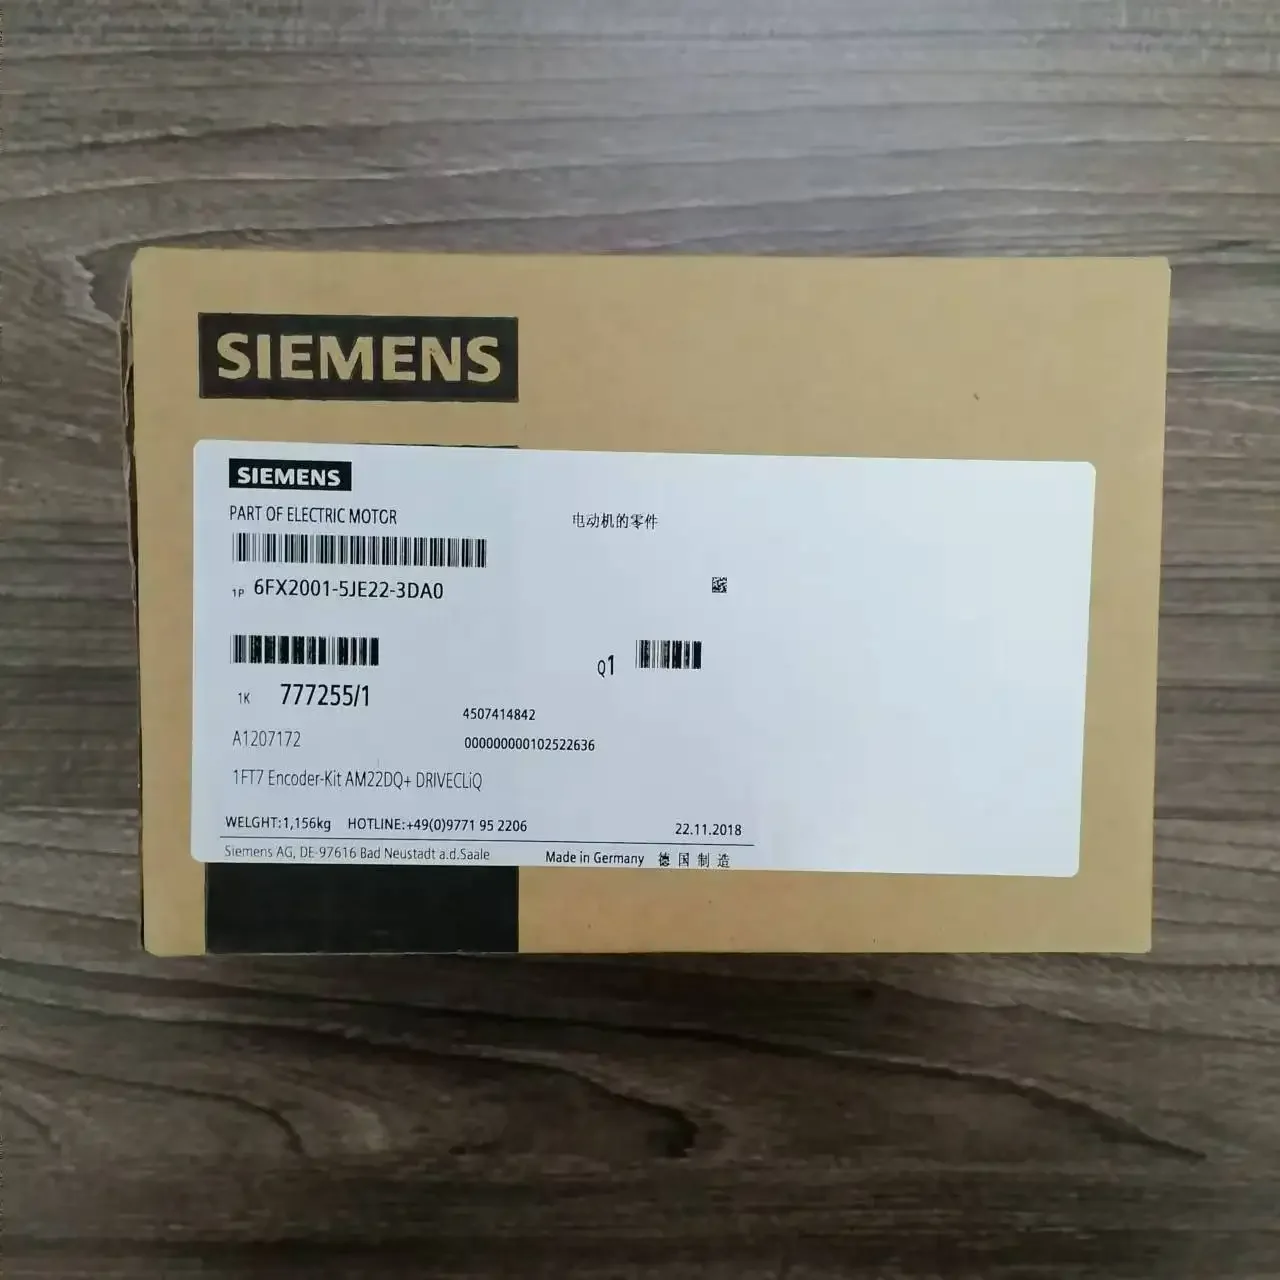 SIEMENS
SIEMENS
PART OF ELECTRIC MOTOR
电动机的零件
1P 6FX2001-5JE22-3DA0
Q1
1K 777255/1
4507414842
A1207172
000000000102522636
1FT7 Encoder-Kit AM22DQ+ DRIVECLiQ
WELGHT:1,156kg HOTLINE:+49(0)9771 95 2206
22.11.2018
Siemens AG, DE-97616 Bad Neustadt a.d.Saale
Made in Germany 德国制造